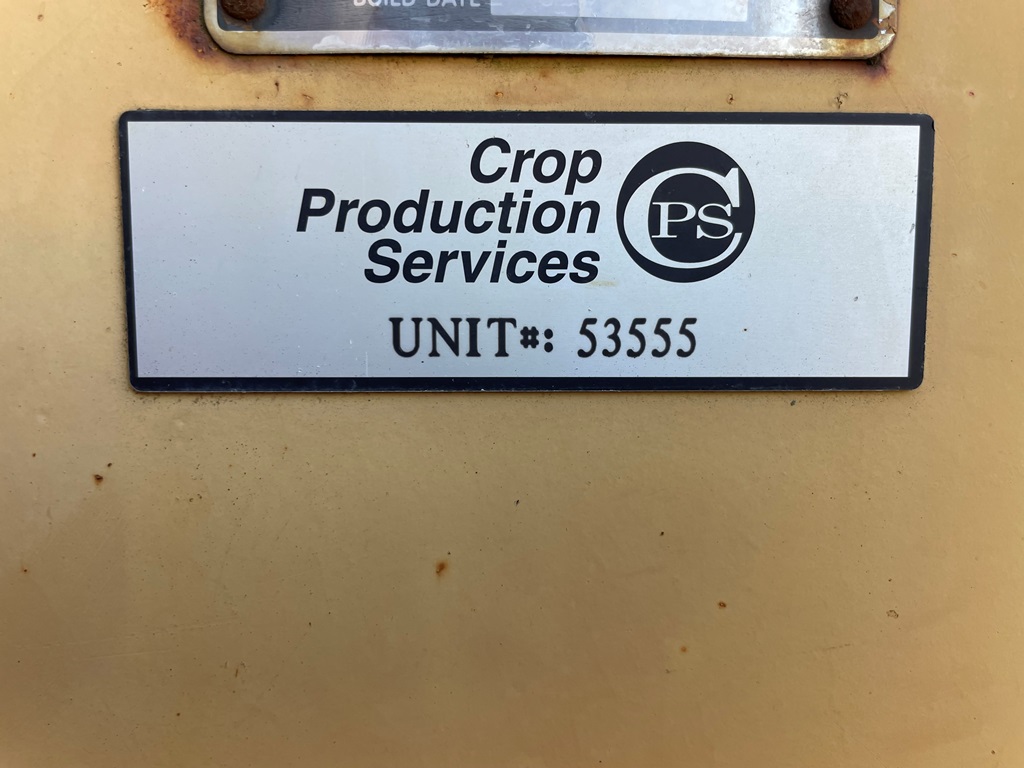 BUILD DATE
Crop
Production
Services
CPS
UNIT#: 53555